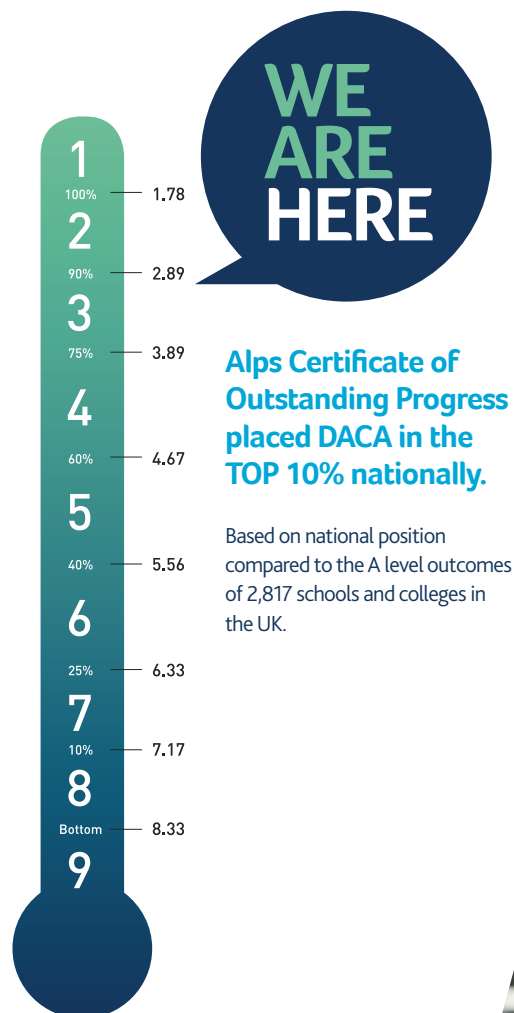 WE
ARE
HERE
1
100% 1.78
2
90% 2.89
3
75% 3.89
4
60% 4.67
5
40% 5.56
6
25% 6.33
7
10% 7.17
8
Bottom 8.33
9
Alps Certificate of
Outstanding Progress
placed DACA in the
TOP 10% nationally.
Based on national position
compared to the A level outcomes
of 2,817 schools and colleges in
the UK.